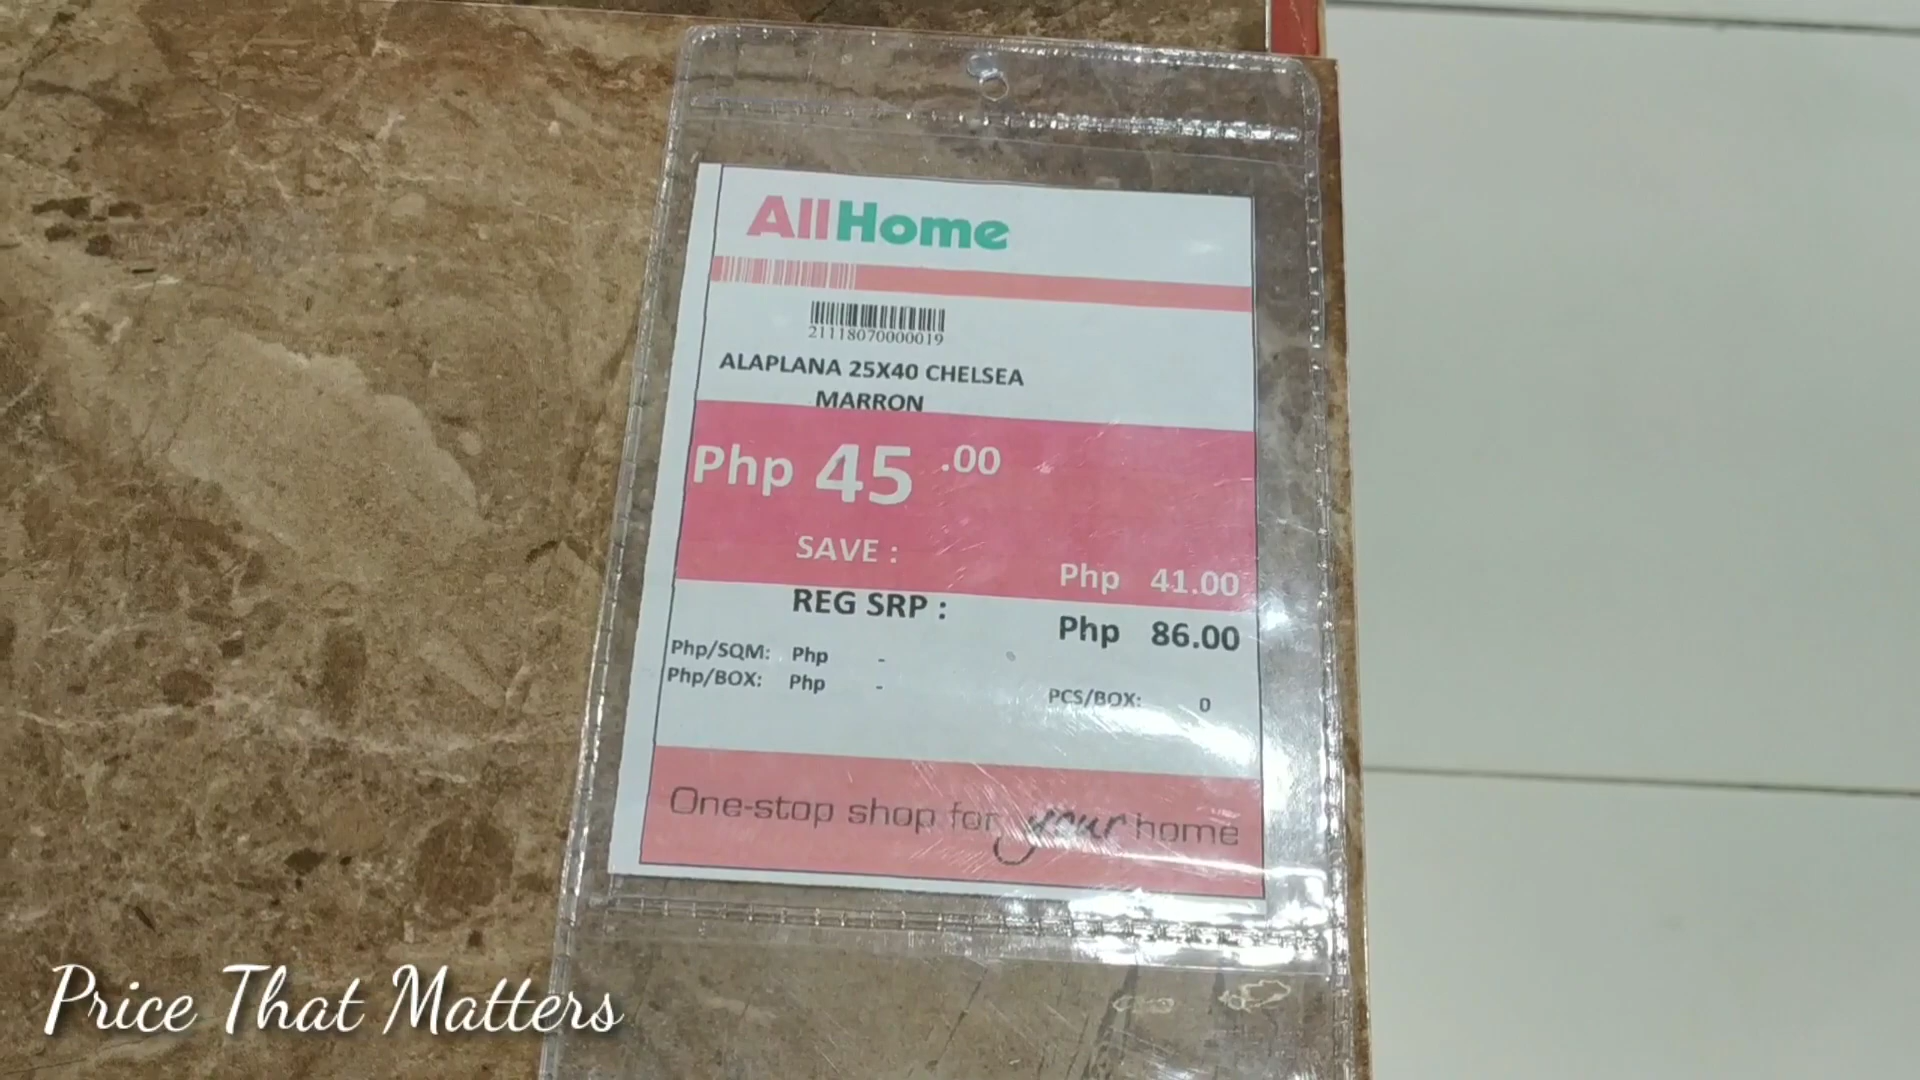 AllHome
21118070000019
ALAPLANA 25X40 CHELSEA
MARRON
Php 45 .00
SAVE : Php 41.00
REG SRP : Php 86.00
Php/SQM: Php -
Php/BOX: Php - PCS/BOX: 0
One-stop shop for your home
Price That Matters